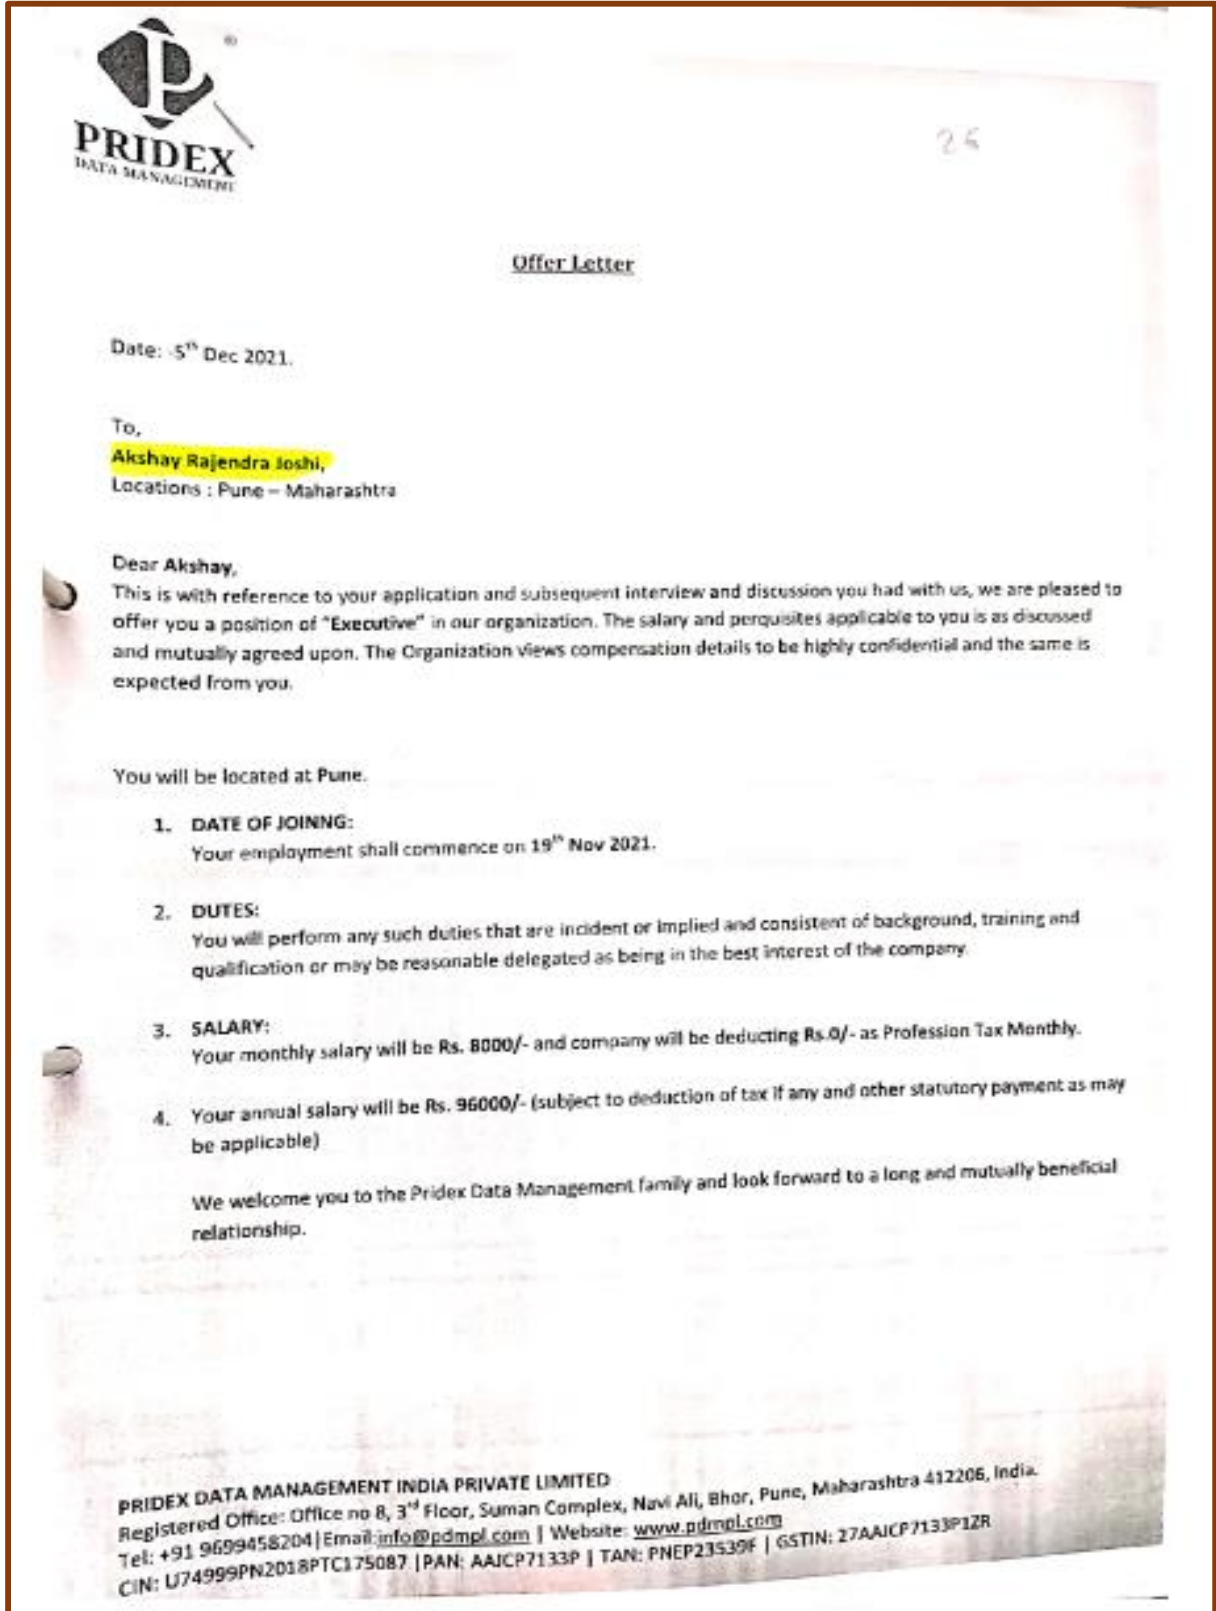 P
PRIDEX
DATA MANAGEMENT
®
26
Offer Letter
Date: 5th Dec 2021.
To,
Akshay Rajendra Joshi,
Locations : Pune – Maharashtra
Dear Akshay,
This is with reference to your application and subsequent interview and discussion you had with us, we are pleased to
offer you a position of "Executive" in our organization. The salary and perquisites applicable to you is as discussed
and mutually agreed upon. The Organization views compensation details to be highly confidential and the same is
expected from you.
You will be located at Pune.
1. DATE OF JOINNG:
Your employment shall commence on 19th Nov 2021.
2. DUTES:
You will perform any such duties that are incident or implied and consistent of background, training and
qualification or may be reasonable delegated as being in the best interest of the company.
3. SALARY:
Your monthly salary will be Rs. 8000/- and company will be deducting Rs.0/- as Profession Tax Monthly.
4. Your annual salary will be Rs. 96000/- (subject to deduction of tax if any and other statutory payment as may
be applicable)
We welcome you to the Pridex Data Management family and look forward to a long and mutually beneficial
relationship.
PRIDEX DATA MANAGEMENT INDIA PRIVATE LIMITED
Registered Office: Office no 8, 3rd Floor, Suman Complex, Navi Ali, Bhor, Pune, Maharashtra 412206, India.
Tel: +91 9699458204|Email:info@pdmpl.com | Website: www.pdmpl.com
CIN: U74999PN2018PTC175087 |PAN: AAJCP7133P | TAN: PNEP23539F | GSTIN: 27AAJCP7133P1ZR